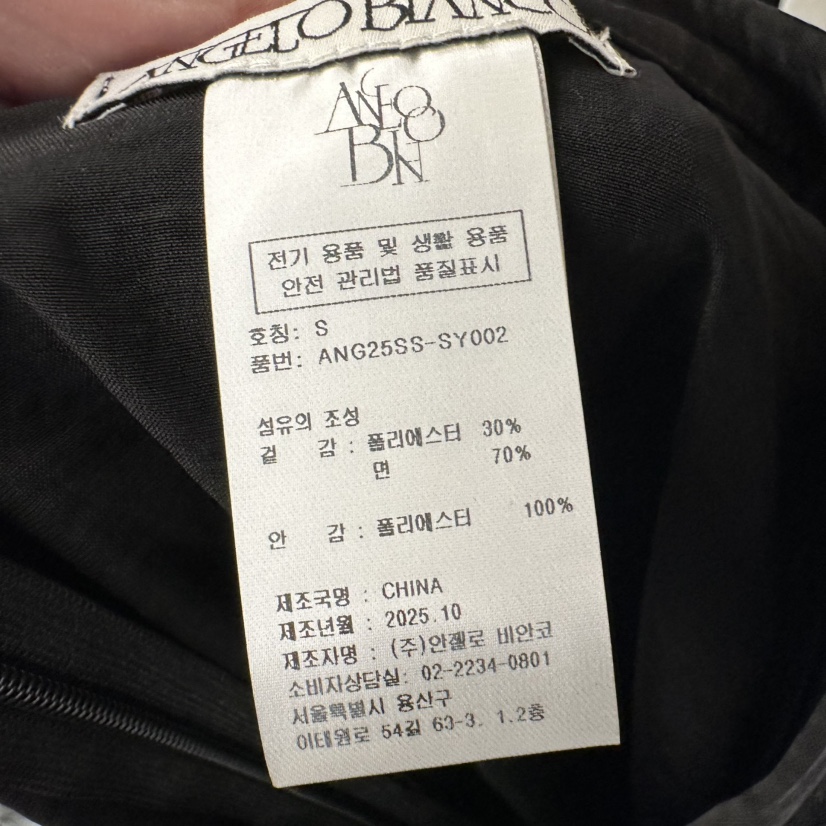 ANGELO BIANC
ANGELO
BIN
전기 용품 및 생활 용품
안전 관리법 품질표시
호칭: S
품번: ANG25SS-SY002
섬유의 조성
겉 감 : 폴리에스터 30%
면 70%
안 감 : 폴리에스터 100%
제조국명 : CHINA
제조년월 : 2025.10
제조자명 : (주)안젤로 비안코
소비자상담실: 02-2234-0801
서울특별시 용산구
이태원로 54길 63-3. 1.2층